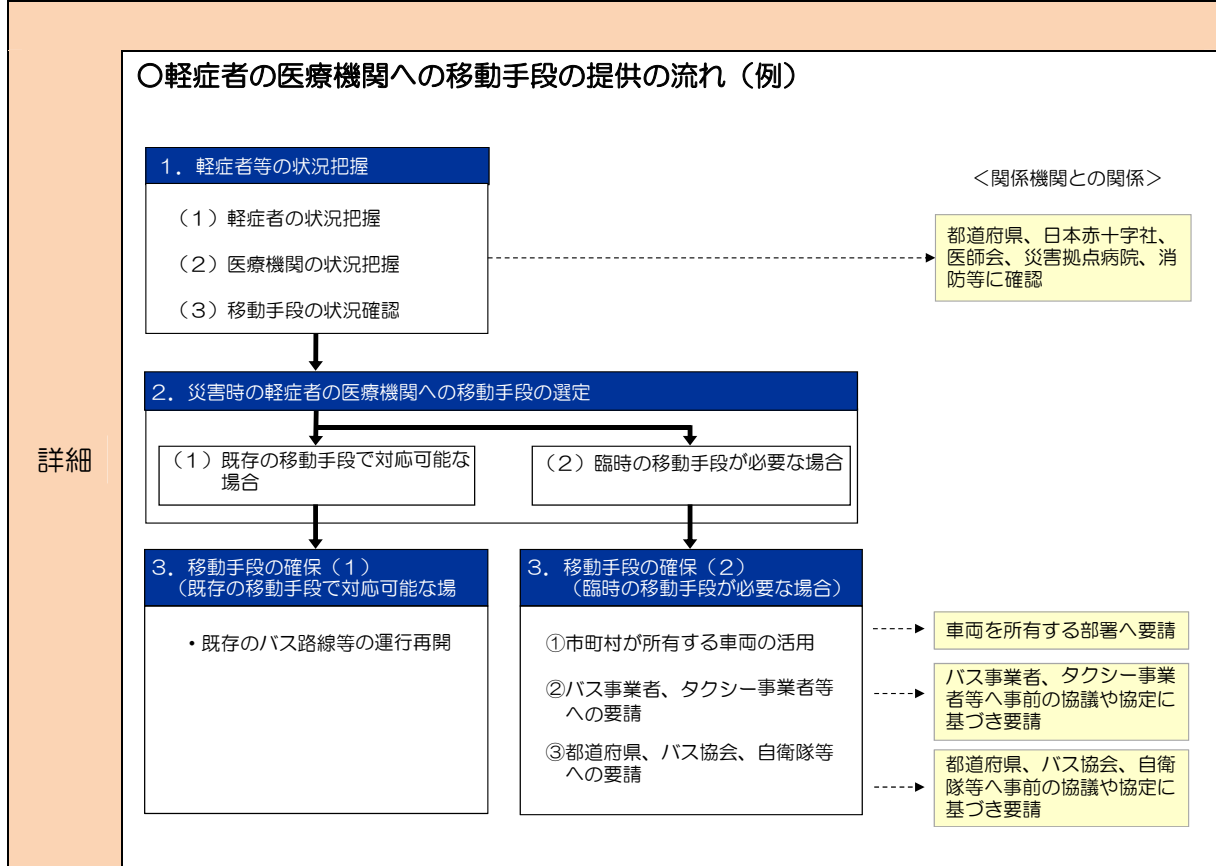 〇軽症者の医療機関への移動手段の提供の流れ（例）
詳細
１．軽症者等の状況把握
（１）軽症者の状況把握
（２）医療機関の状況把握
（３）移動手段の状況確認
＜関係機関との関係＞
都道府県、日本赤十字社、
医師会、災害拠点病院、消
防等に確認
２．災害時の軽症者の医療機関への移動手段の選定
（１）既存の移動手段で対応可能な
場合
（２）臨時の移動手段が必要な場合
３．移動手段の確保（１）
（既存の移動手段で対応可能な場
・既存のバス路線等の運行再開
３．移動手段の確保（２）
（臨時の移動手段が必要な場合）
①市町村が所有する車両の活用
②バス事業者、タクシー事業者等
への要請
③都道府県、バス協会、自衛隊等
への要請
車両を所有する部署へ要請
バス事業者、タクシー事業
者等へ事前の協議や協定に
基づき要請
都道府県、バス協会、自衛
隊等へ事前の協議や協定に
基づき要請